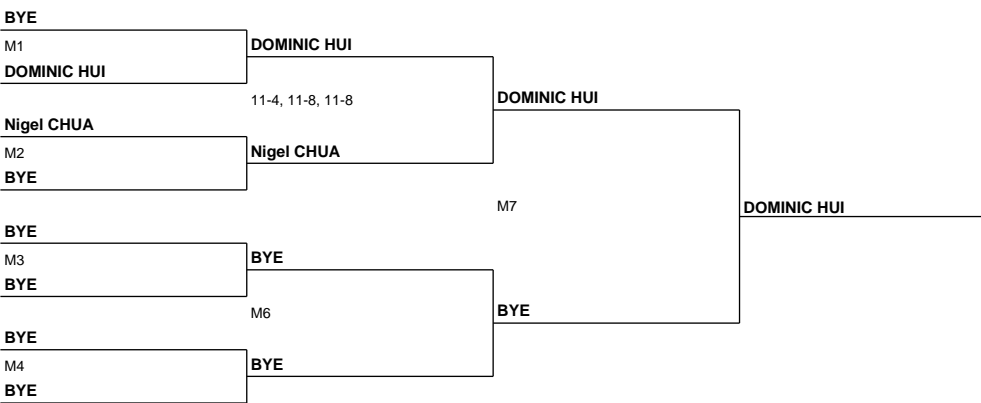 BYE
M1
DOMINIC HUI
DOMINIC HUI
11-4, 11-8, 11-8
DOMINIC HUI
Nigel CHUA
M2
Nigel CHUA
BYE
M7
DOMINIC HUI
BYE
M3
BYE
BYE
M6
BYE
BYE
M4
BYE
BYE